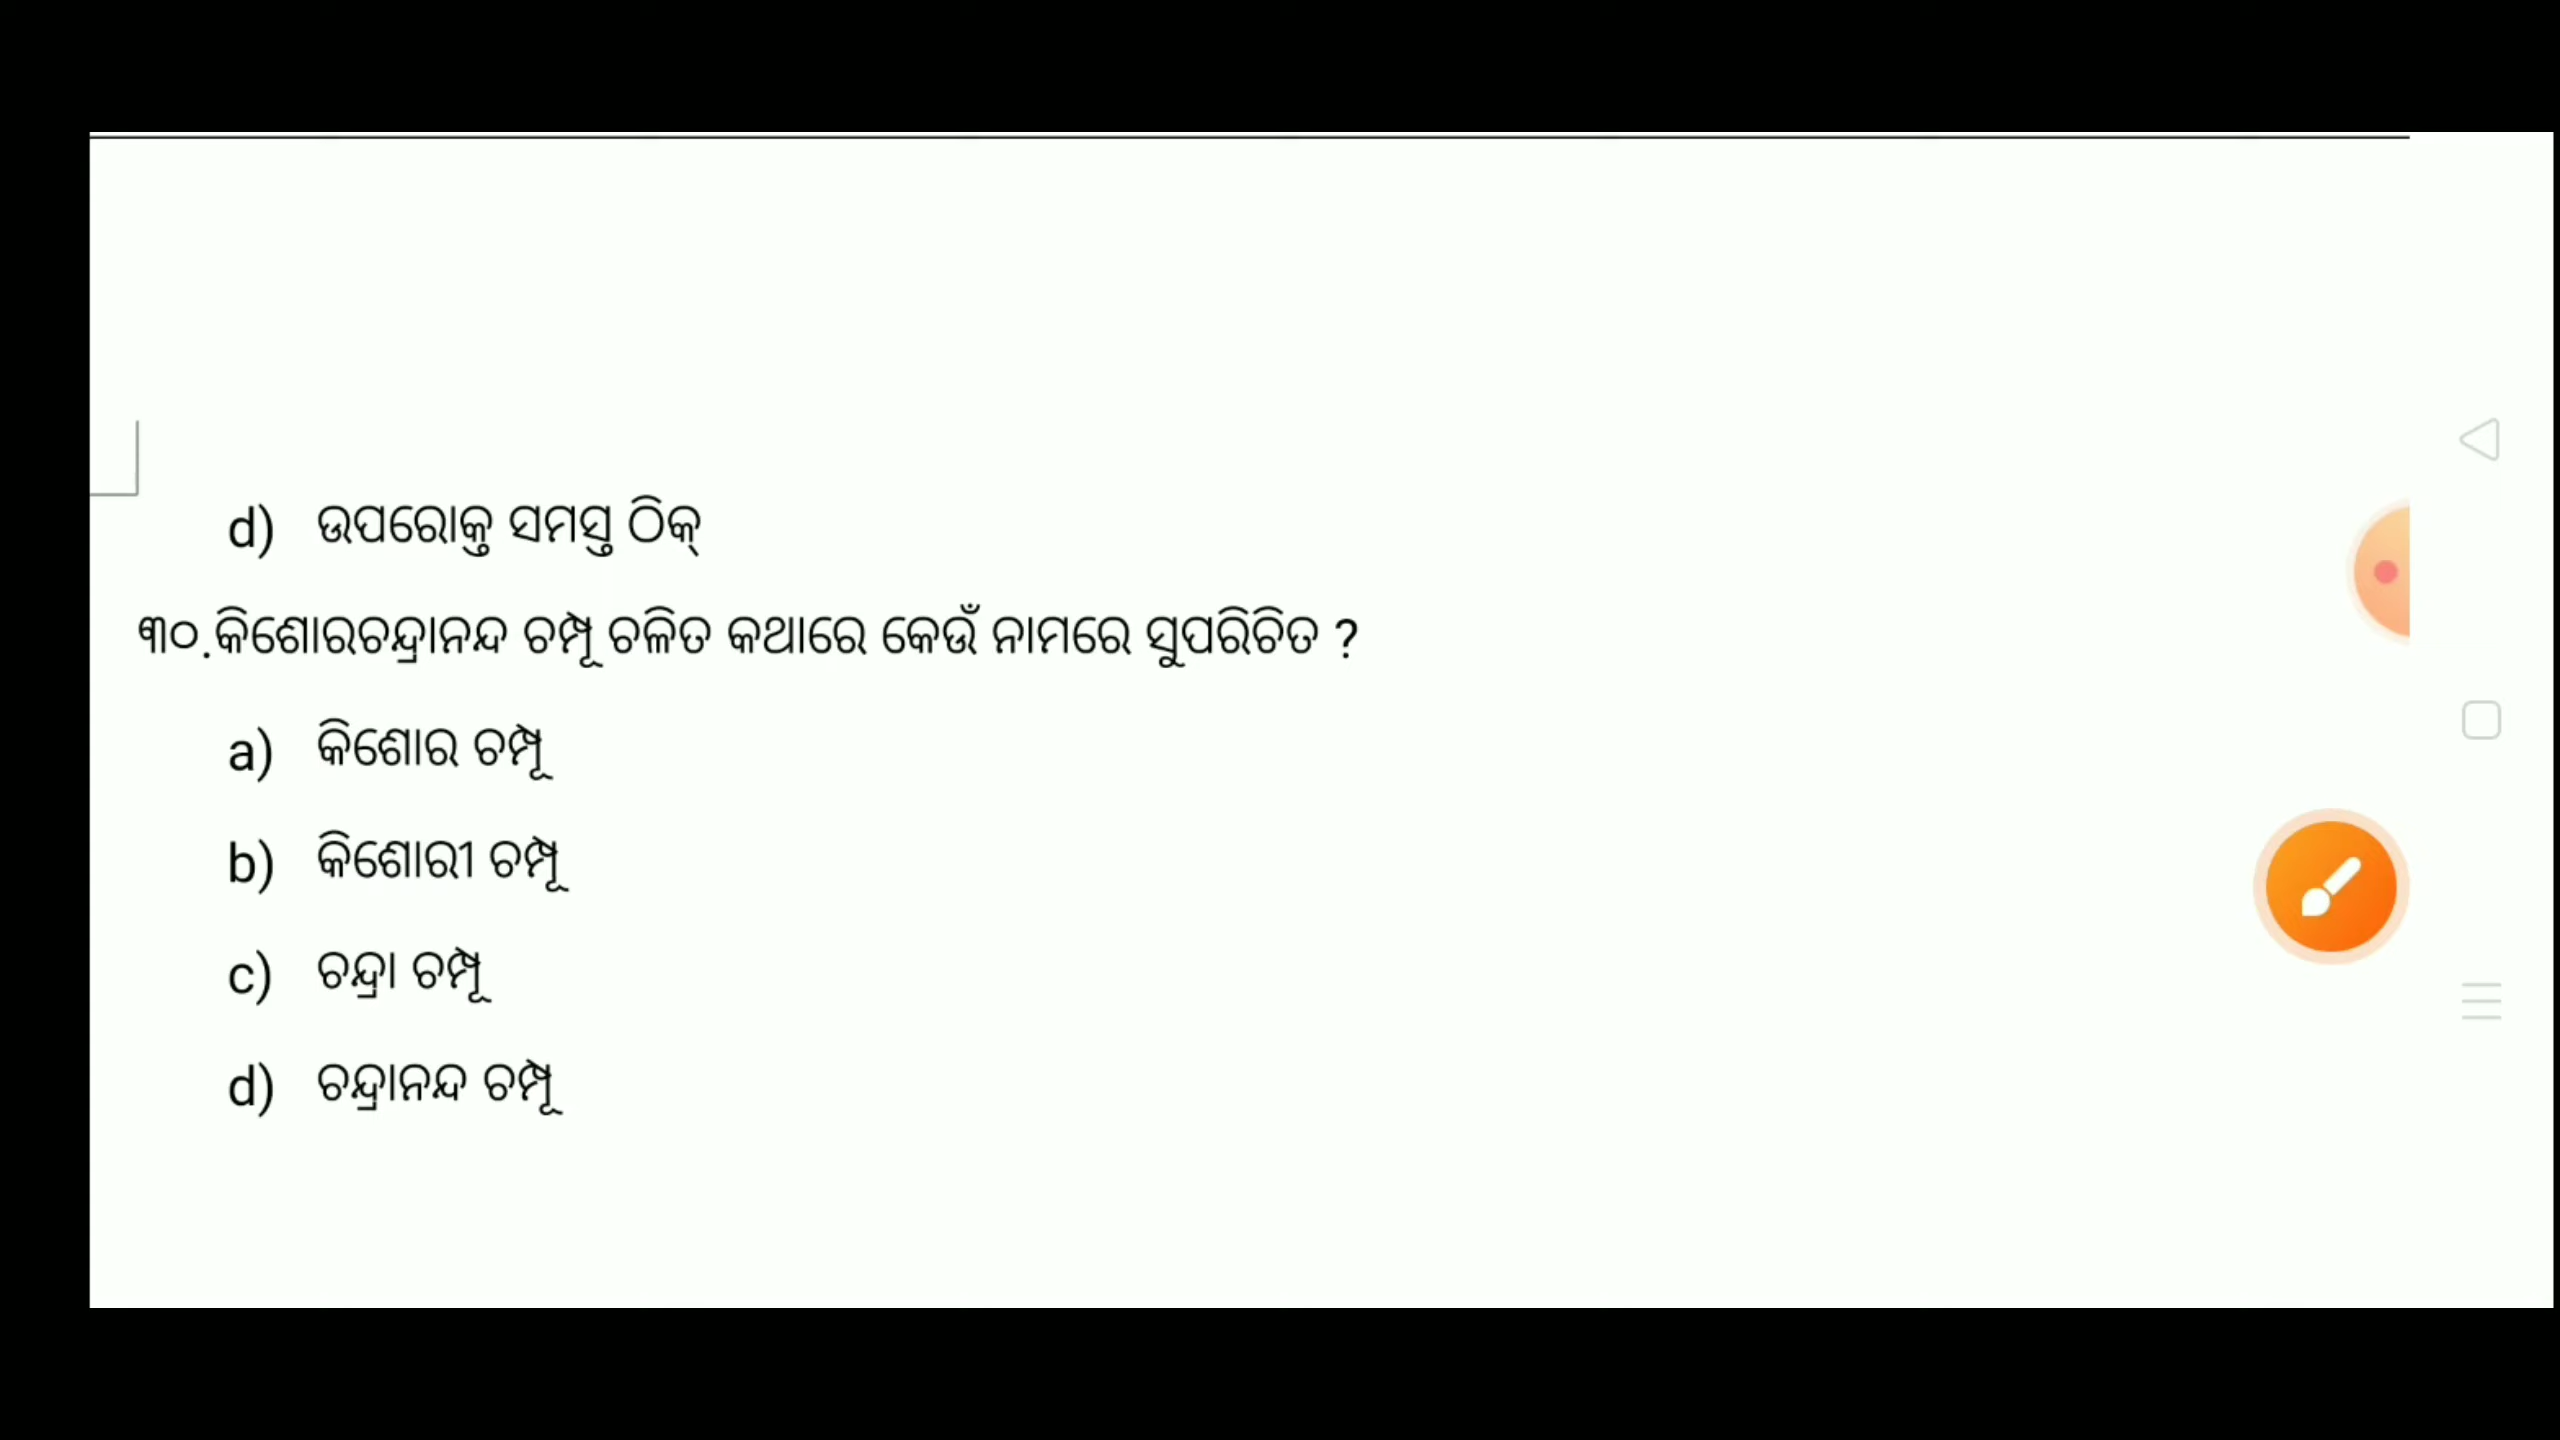 d) ଉପରୋକ୍ତ ସମସ୍ତ ଠିକ୍
୩୦.କିଶୋରଚନ୍ଦ୍ରାନନ୍ଦ ଚମ୍ପୂ ଚଳିତ କଥାରେ କେଉଁ ନାମରେ ସୁପରିଚିତ ?
a) କିଶୋର ଚମ୍ପୂ
b) କିଶୋରୀ ଚମ୍ପୂ
c) ଚନ୍ଦ୍ରା ଚମ୍ପୂ
d) ଚନ୍ଦ୍ରାନନ୍ଦ ଚମ୍ପୂ